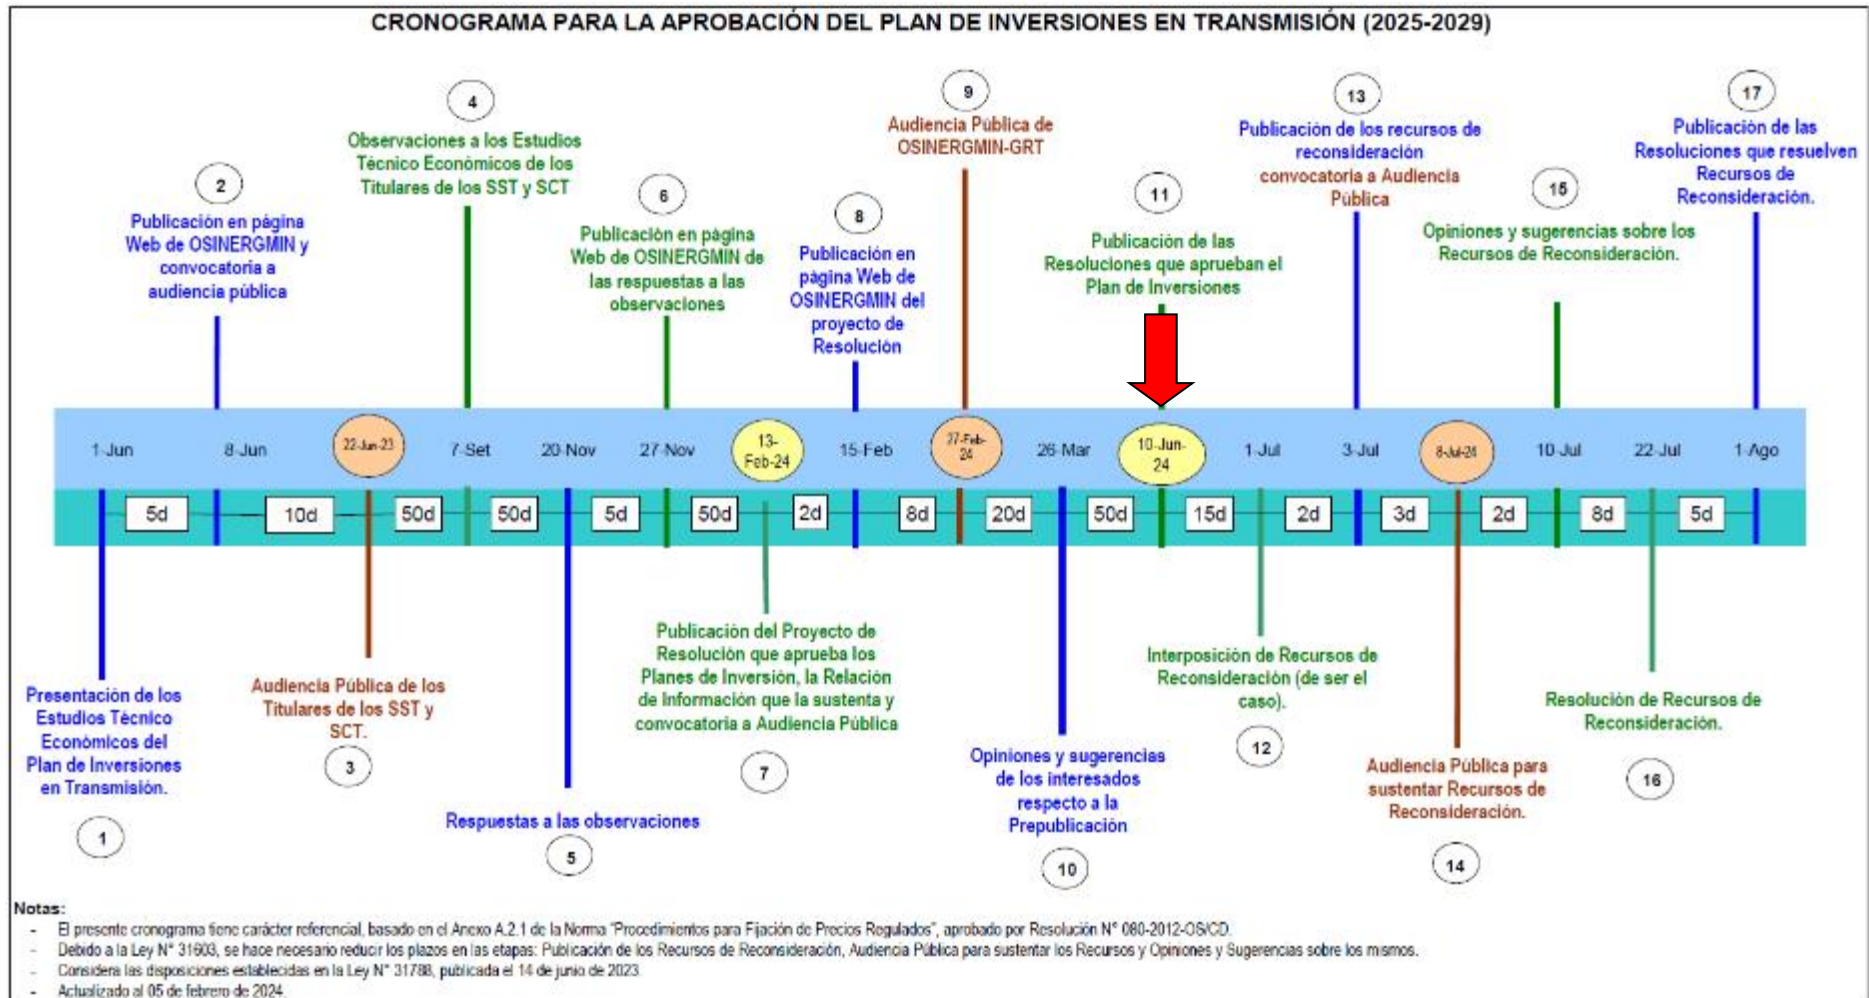 CRONOGRAMA PARA LA APROBACIÓN DEL PLAN DE INVERSIONES EN TRANSMISIÓN (2025-2029)
2
Publicación en página
Web de OSINERGMIN y
convocatoria a
audiencia pública
4
Observaciones a los Estudios
Técnico Económicos de los
Titulares de los SST y SCT
6
Publicación en página
Web de OSINERGMIN de
las respuestas a las
observaciones
8
Publicación en
página Web de
OSINERGMIN del
proyecto de
Resolución
9
Audiencia Pública de
OSINERGMIN-GRT
11
Publicación de las
Resoluciones que aprueban el
Plan de Inversiones
13
Publicación de los recursos de
reconsideración
convocatoria a Audiencia
Pública
15
Opiniones y sugerencias sobre los
Recursos de Reconsideración.
17
Publicación de las
Resoluciones que resuelven
Recursos de
Reconsideración.
1-Jun
8-Jun
22-Jun-23
7-Set
20-Nov
27-Nov
13-
Feb-24
15-Feb
27-Feb-
24
26-Mar
10-Jun-
24
1-Jul
3-Jul
8-Jul-24
10-Jul
22-Jul
1-Ago
5d
10d
50d
50d
5d
50d
2d
8d
20d
50d
15d
2d
3d
2d
8d
5d
Presentación de los
Estudios Técnico
Económicos del
Plan de Inversiones
en Transmisión.
1
Audiencia Pública de los
Titulares de los SST y
SCT.
3
Respuestas a las observaciones
5
Publicación del Proyecto de
Resolución que aprueba los
Planes de Inversión, la Relación
de Información que la sustenta y
convocatoria a Audiencia Pública
7
Opiniones y sugerencias
de los interesados
respecto a la
Prepublicación
10
Interposición de Recursos de
Reconsideración (de ser el
caso).
12
Audiencia Pública para
sustentar Recursos de
Reconsideración.
14
Resolución de Recursos de
Reconsideración.
16
Notas:
- El presente cronograma tiene carácter referencial, basado en el Anexo A.2.1 de la Norma "Procedimientos para Fijación de Precios Regulados", aprobado por Resolución N° 080-2012-OS/CD.
- Debido a la Ley N° 31603, se hace necesario reducir los plazos en las etapas: Publicación de los Recursos de Reconsideración, Audiencia Pública para sustentar los Recursos y Opiniones y Sugerencias sobre los mismos.
- Considera las disposiciones establecidas en la Ley N° 31788, publicada el 14 de junio de 2023
- Actualizado al 05 de febrero de 2024.